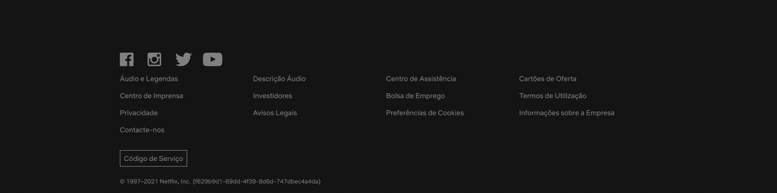 Áudio e Legendas Descrição Áudio Centro de Assistência Cartões de Oferta
Centro de Imprensa Investidores Bolsa de Emprego Termos de Utilização
Privacidade Avisos Legais Preferências de Cookies Informações sobre a Empresa
Contacte-nos
Código de Serviço
© 1997-2021 Netflix, Inc. {f629b9d1-69dd-4f39-8d6d-747dbec4a4da}